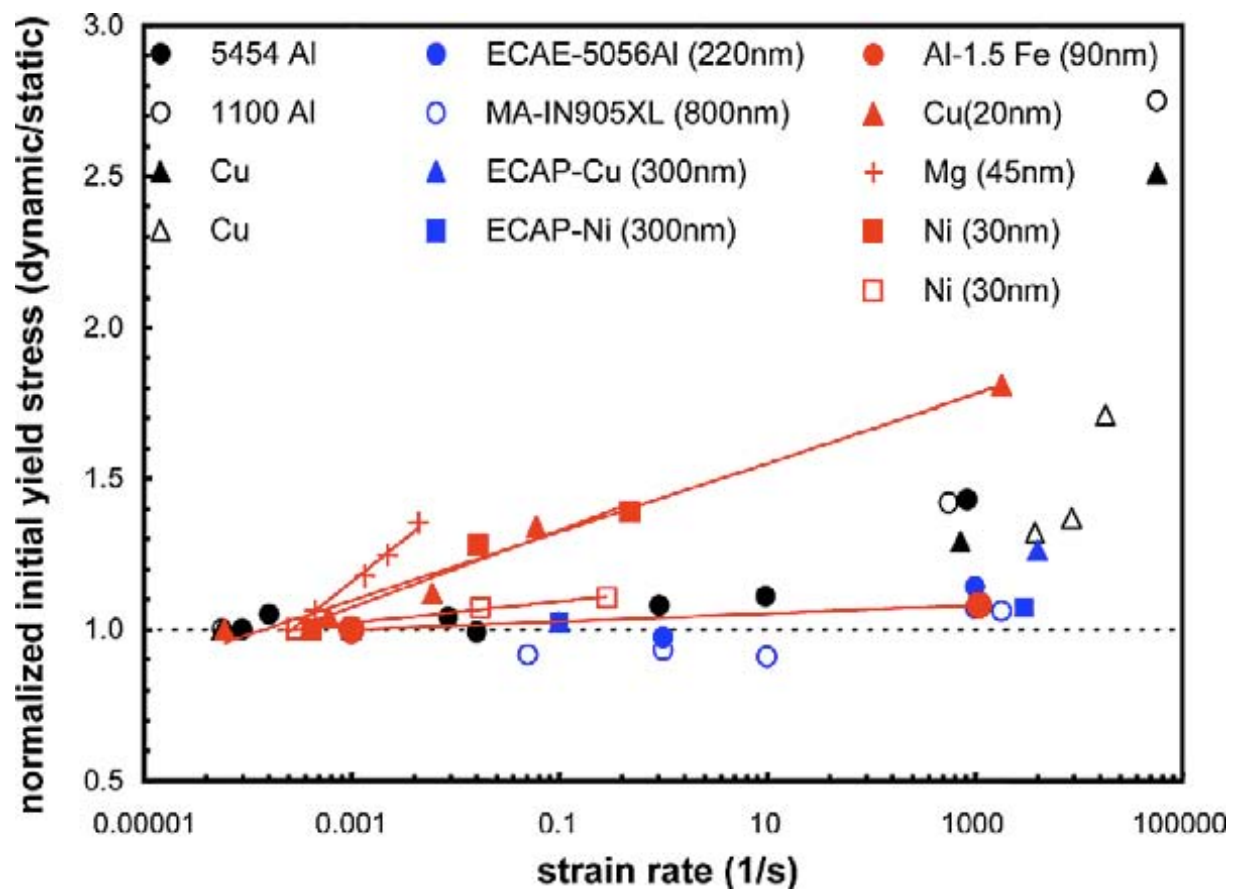 normalized initial yield stress (dynamic/static)
3.0
2.5
2.0
1.5
1.0
0.5
5454 Al
1100 Al
Cu
Cu
ECAE-5056Al (220nm)
MA-IN905XL (800nm)
ECAP-Cu (300nm)
ECAP-Ni (300nm)
Al-1.5 Fe (90nm)
Cu(20nm)
Mg (45nm)
Ni (30nm)
Ni (30nm)
0.00001 0.001 0.1 10 1000 100000
strain rate (1/s)